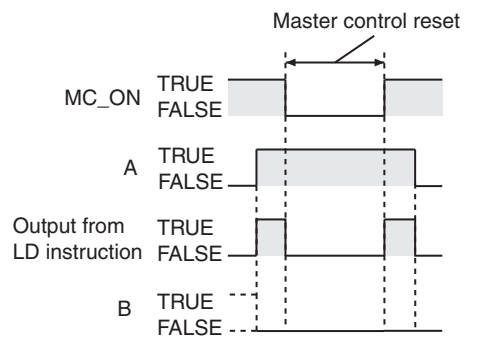 Master control reset
MC_ON
TRUE
FALSE
A
TRUE
FALSE
Output from
LD instruction
TRUE
FALSE
B
TRUE
FALSE